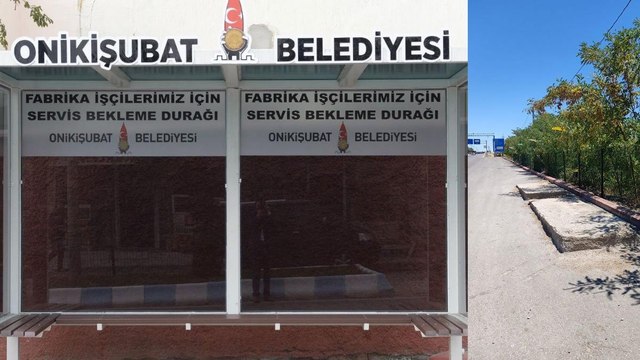 ONİKİŞUBAT BELEDİYESİ
FABRİKA İŞÇİLERİMİZ İÇİN
SERVİS BEKLEME DURAĞI
ONİKİŞUBAT BELEDİYESİ
FABRİKA İŞÇİLERİMİZ İÇİN
SERVİS BEKLEME DURAĞI
ONİKİŞUBAT BELEDİYESİ